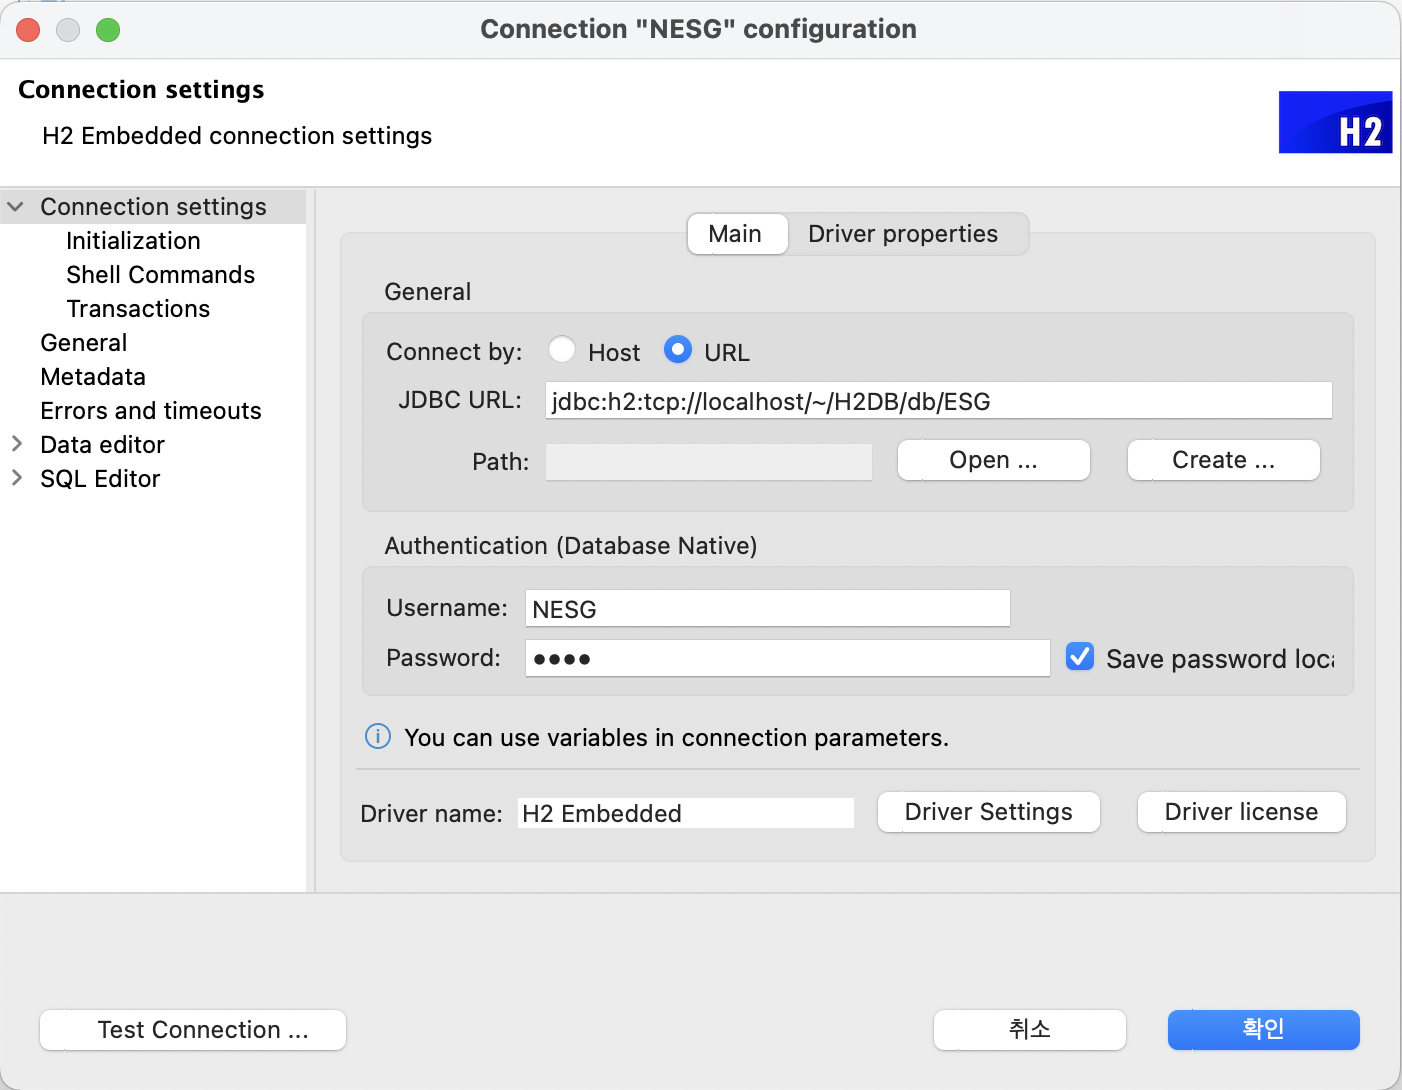 Connection "NESG" configuration
Connection settings
H2 Embedded connection settings
H2
Connection settings
Initialization
Shell Commands
Transactions
General
Metadata
Errors and timeouts
Data editor
SQL Editor
Main
Driver properties
General
Connect by:
Host
URL
JDBC URL:
jdbc:h2:tcp://localhost/~/H2DB/db/ESG
Path:
Open ...
Create ...
Authentication (Database Native)
Username:
NESG
Password:
••••
Save password loca
You can use variables in connection parameters.
Driver name:
H2 Embedded
Driver Settings
Driver license
Test Connection ...
취소
확인